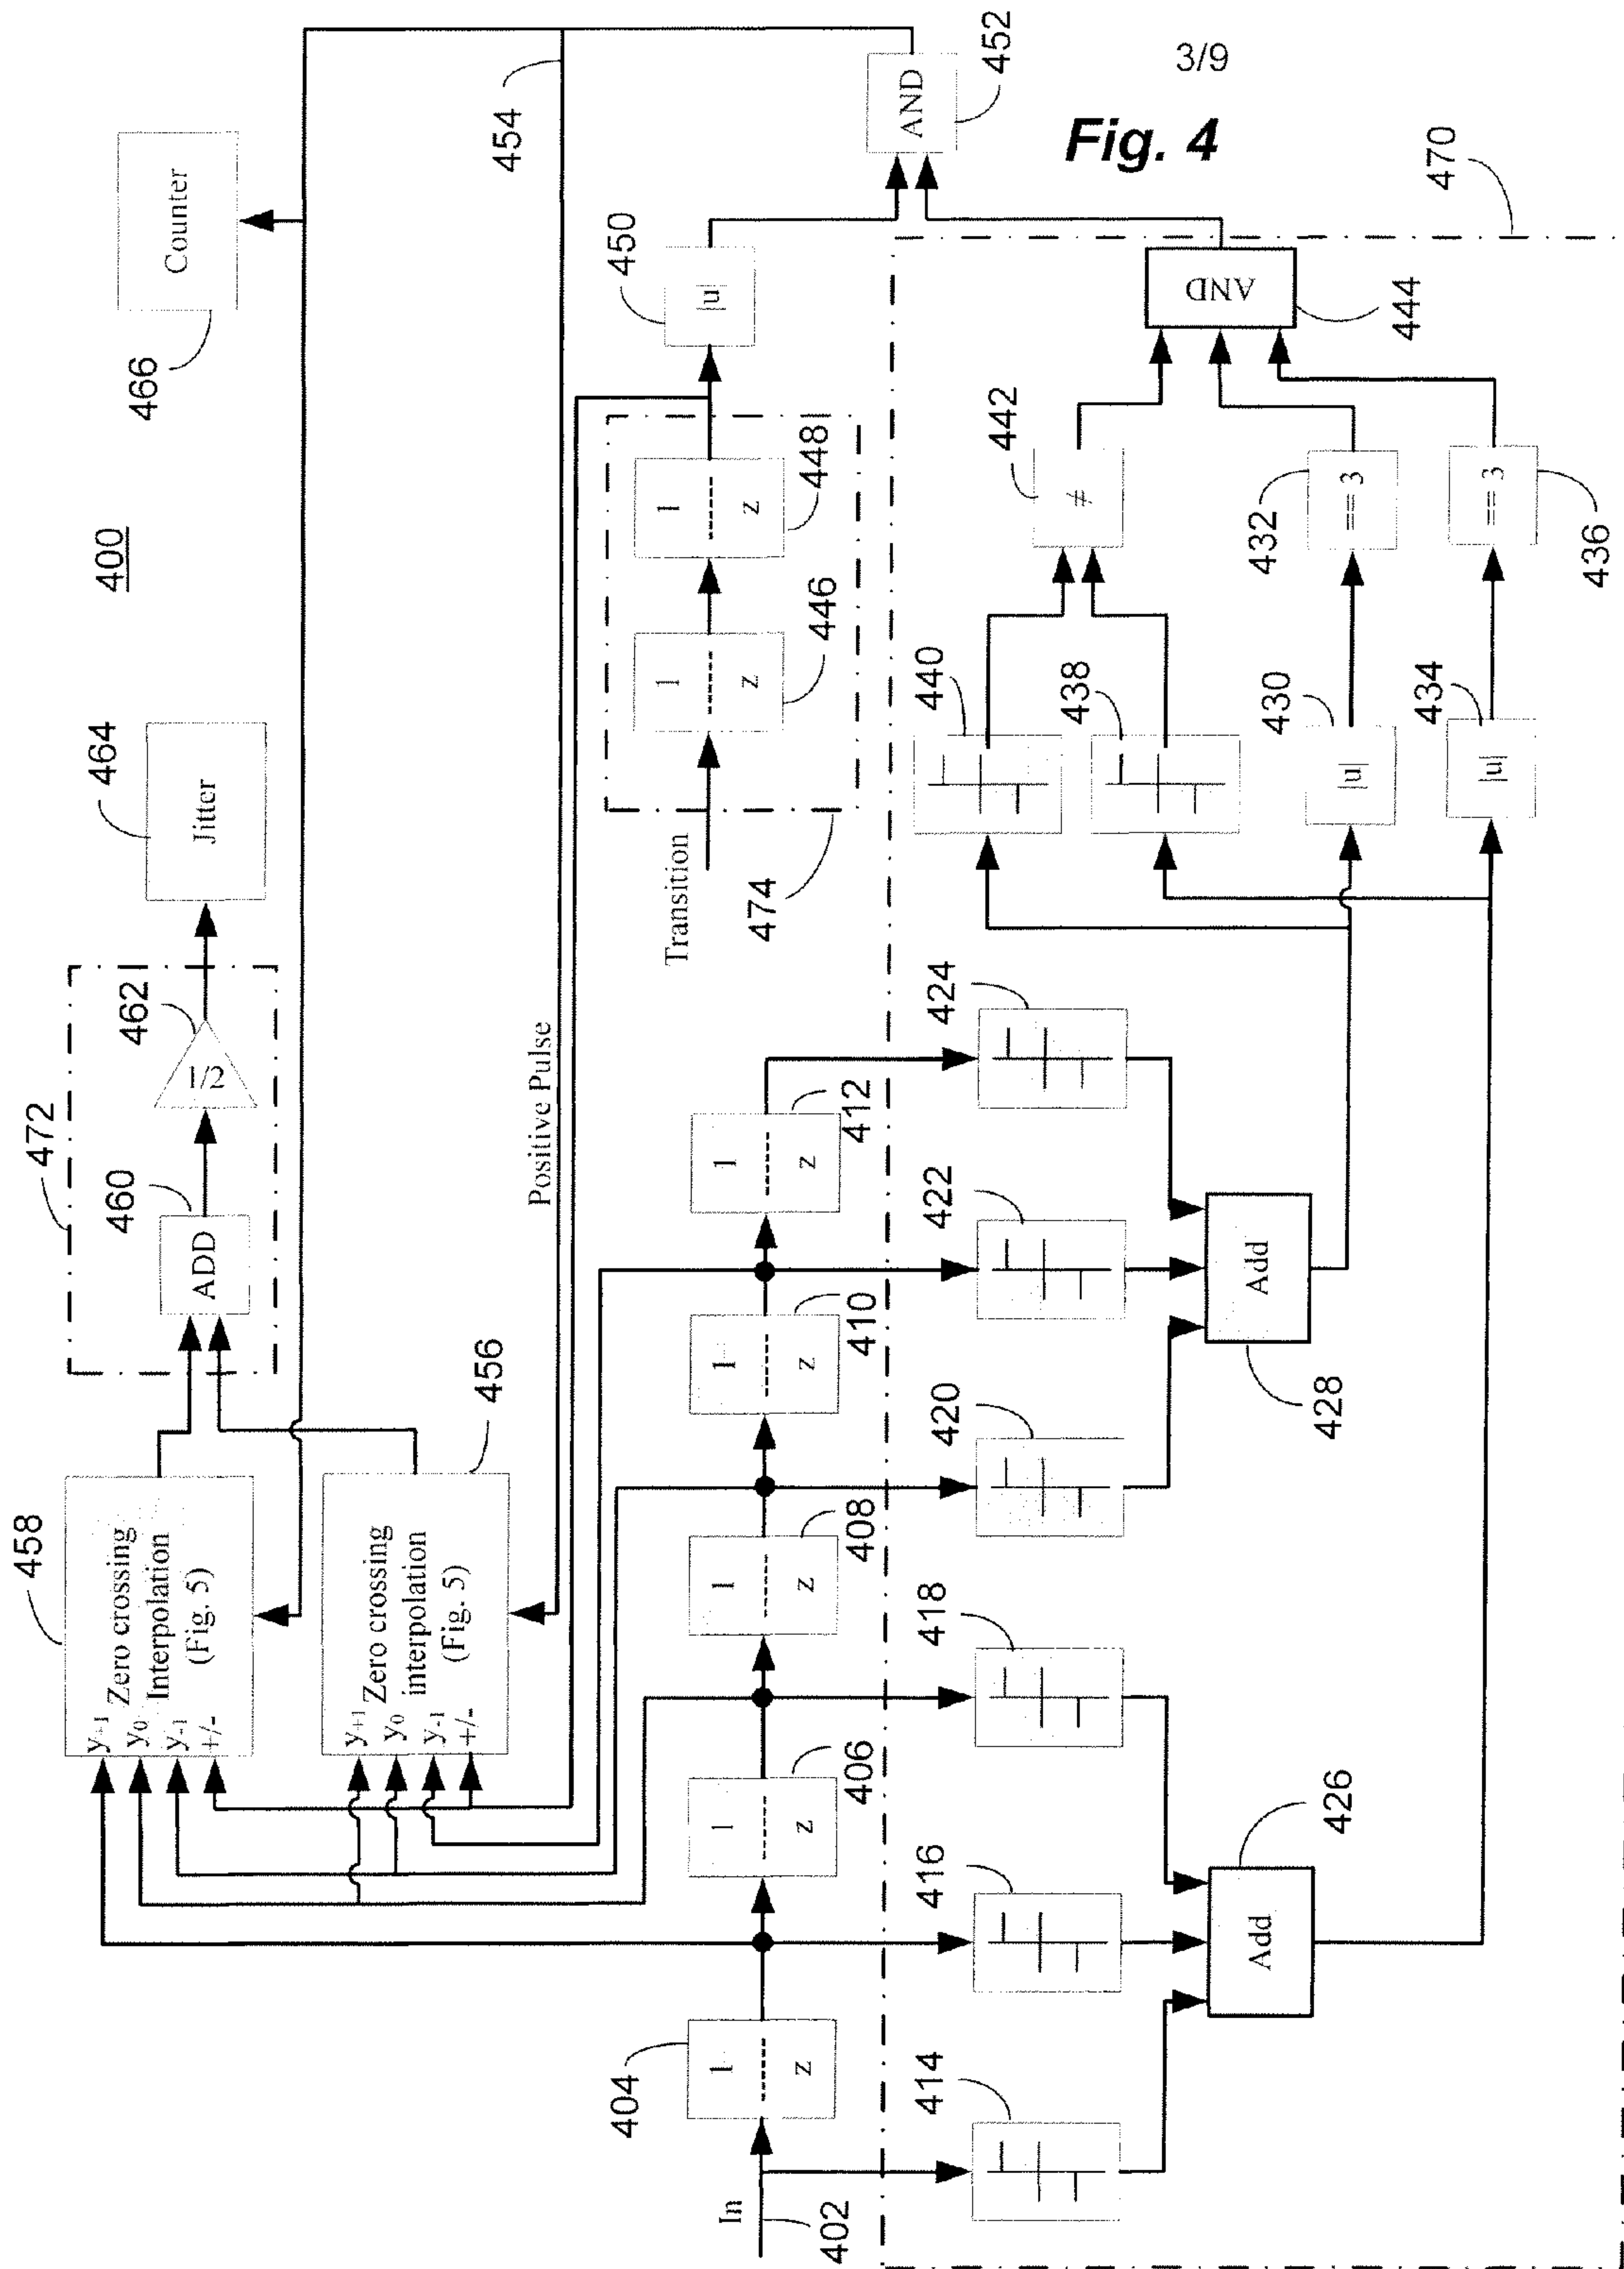 3/9
Fig. 4
400
458
y+1
y0
y-1
+/-
Zero crossing
Interpolation
(Fig. 5)
472
460
ADD
462
1/2
464
Jitter
466
Counter
456
y+1
y0
y-1
+/-
Zero crossing
interpolation
(Fig. 5)
Positive Pulse
454
Transition
474
1
z
446
1
z
448
|u|
450
AND
452
In
402
404
1
z
1
z
406
1
z
408
1
z
410
1
z
412
414
416
418
420
422
424
Add
426
Add
428
440
438
430
|u|
434
|u|
442
≠
432
== 3
436
== 3
AND
444
470